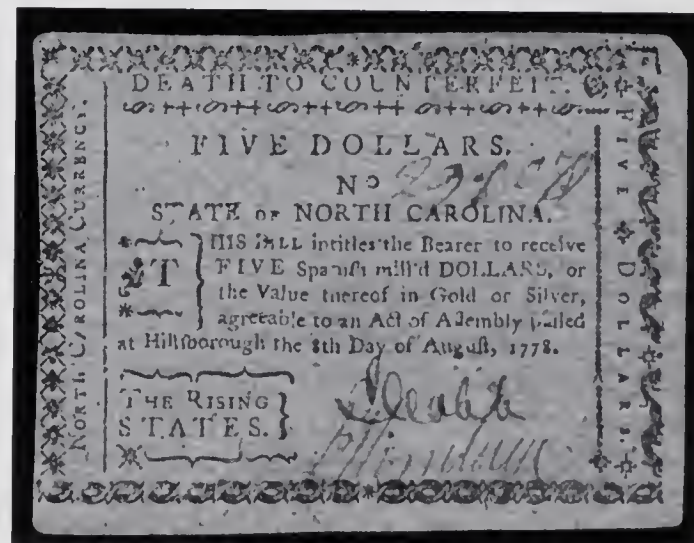 DEATH TO COUNTERFEIT.
FIVE DOLLARS.
No
STATE OF NORTH CAROLINA.
THIS BILL intitles the Bearer to receive
FIVE Spaniſh mill'd DOLLARS, or
the Value thereof in Gold or Silver,
agreeable to an Act of Aſſembly paſſed
at Hillſborough the 8th Day of Auguſt, 1778.
THE RISING
STATES.
NORTH CAROLINA CURRENCY.
FIVE DOLLARS.